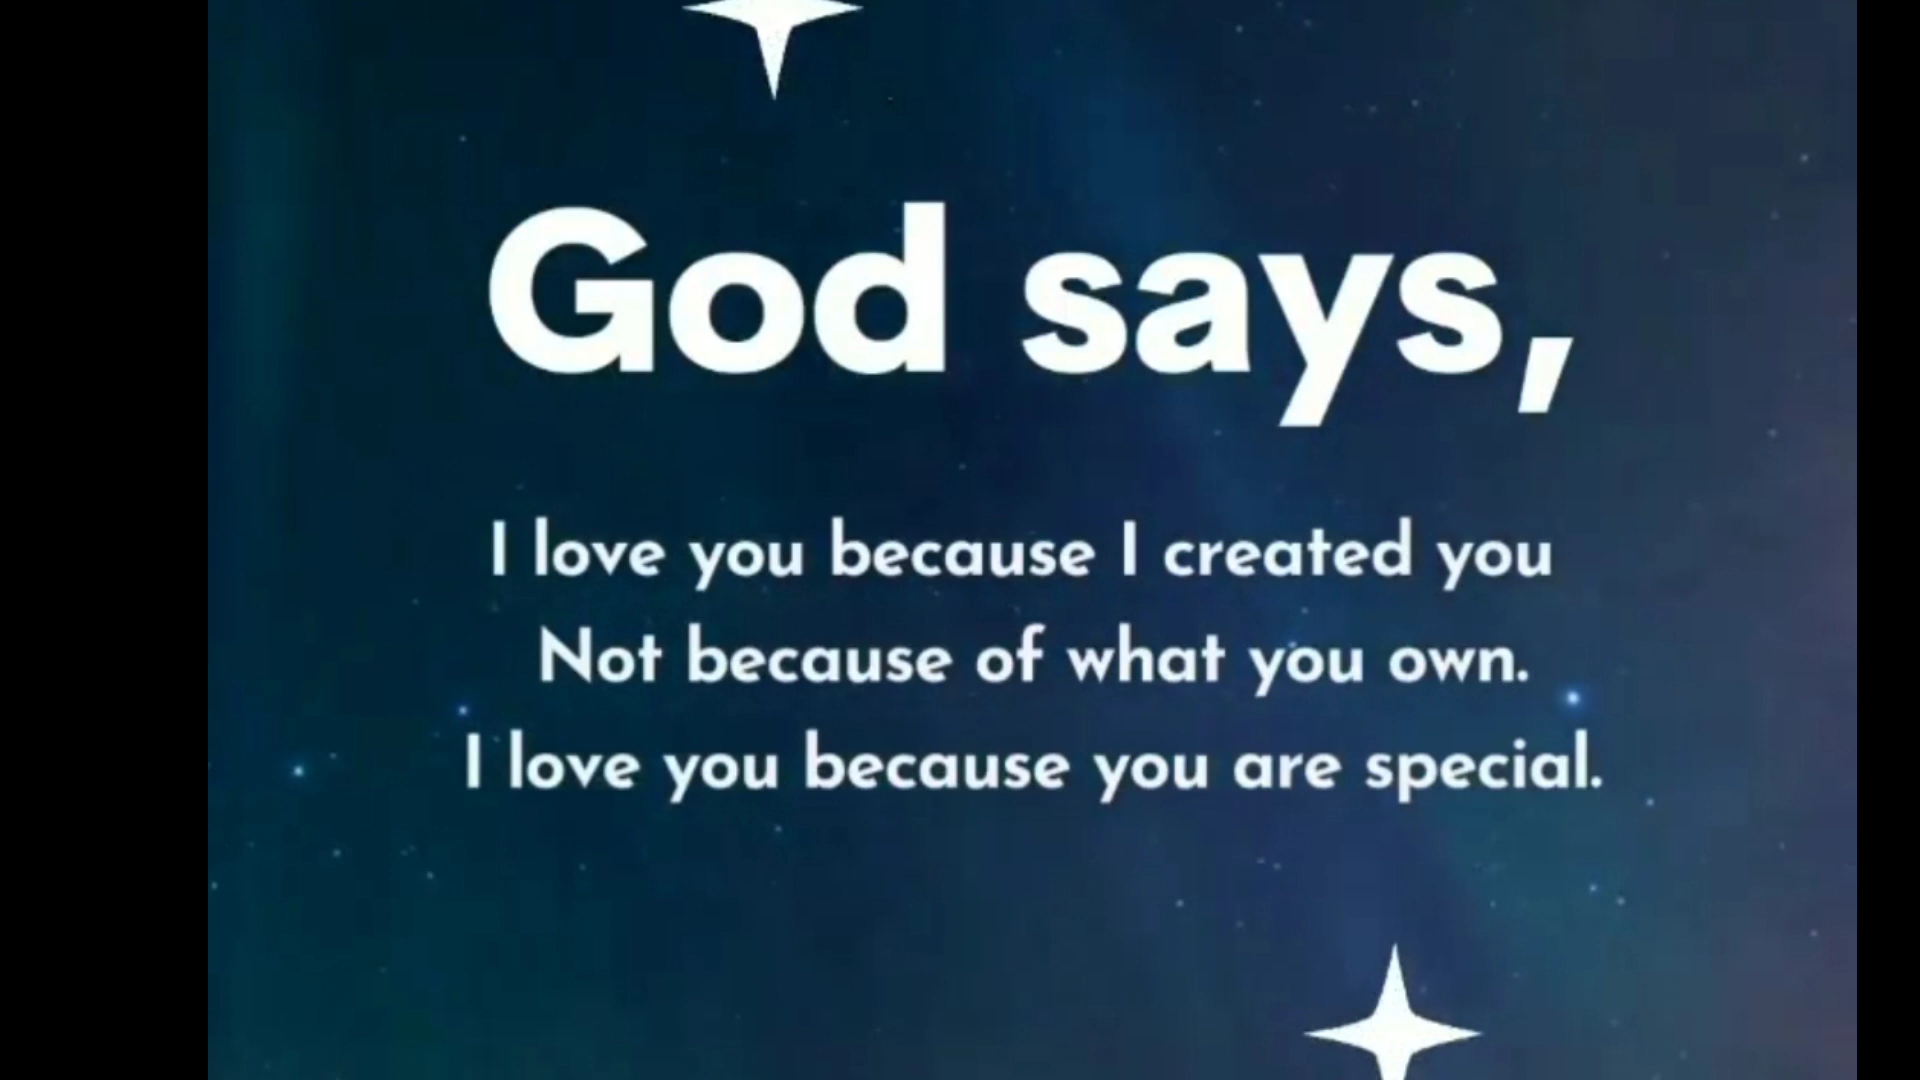 God says,
I love you because I created you
Not because of what you own.
I love you because you are special.